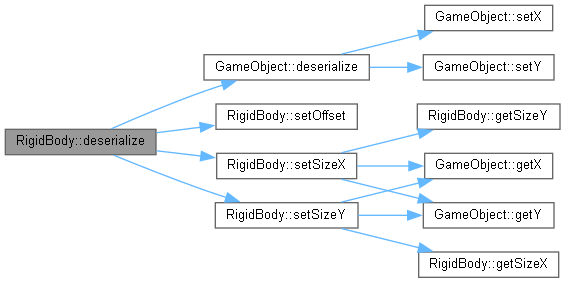 RigidBody::deserialize
GameObject::deserialize
RigidBody::setOffset
RigidBody::setSizeX
RigidBody::setSizeY
GameObject::setX
GameObject::setY
RigidBody::getSizeY
GameObject::getX
GameObject::getY
RigidBody::getSizeX